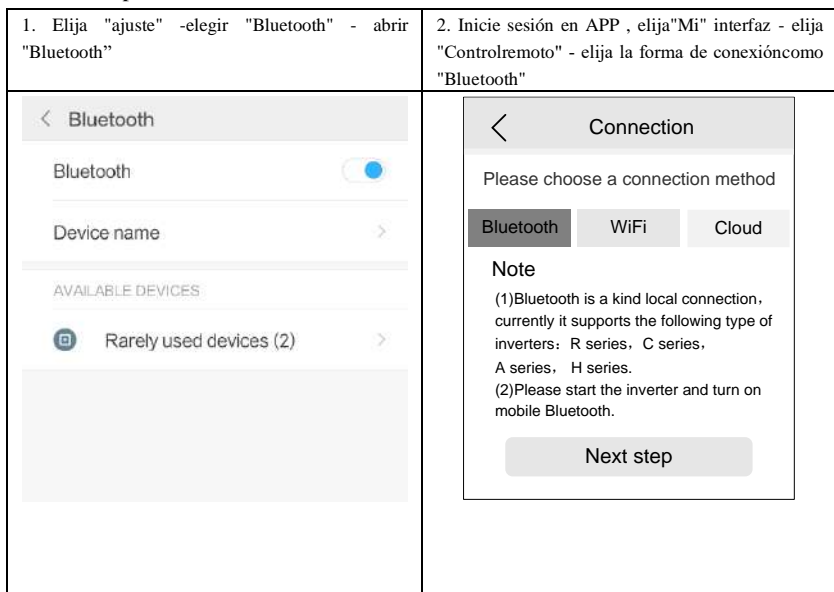 1. Elija "ajuste" -elegir "Bluetooth" - abrir
"Bluetooth”
2. Inicie sesión en APP , elija"Mi" interfaz - elija
"Controlremoto" - elija la forma de conexióncomo
"Bluetooth"
< Bluetooth
Bluetooth
Device name >
AVAILABLE DEVICES
Rarely used devices (2) >
< Connection
Please choose a connection method
Bluetooth WiFi Cloud
Note
(1)Bluetooth is a kind local connection，
currently it supports the following type of
inverters：R series，C series，
A series， H series.
(2)Please start the inverter and turn on
mobile Bluetooth.
Next step